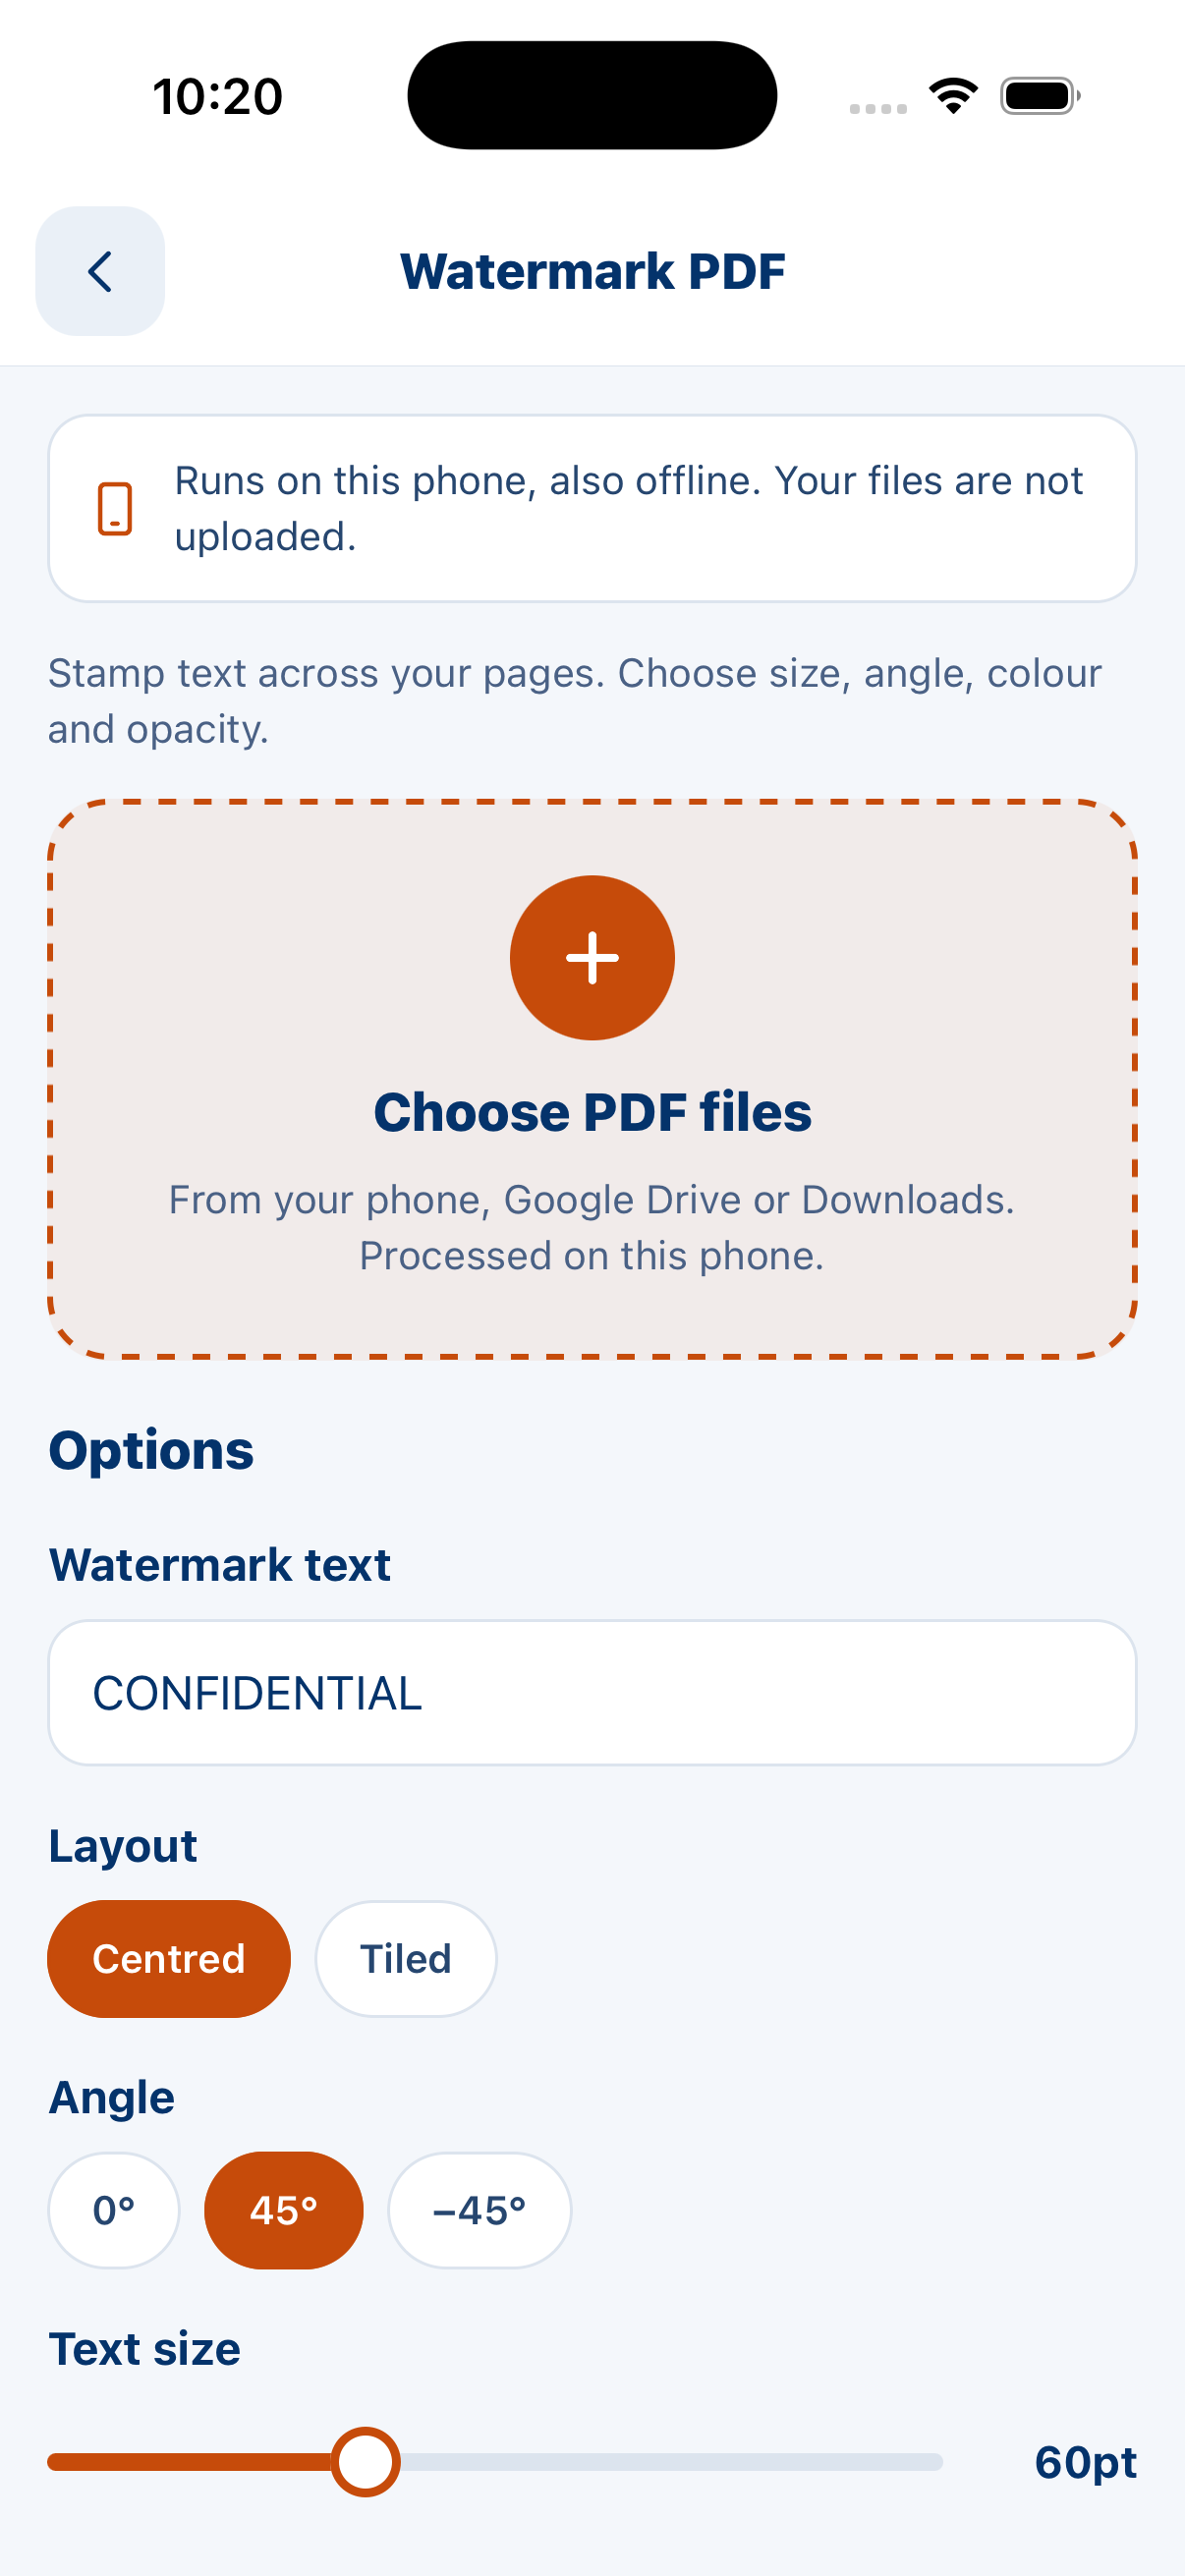 10:20
Watermark PDF
Runs on this phone, also offline. Your files are not
uploaded.
Stamp text across your pages. Choose size, angle, colour
and opacity.
Choose PDF files
From your phone, Google Drive or Downloads.
Processed on this phone.
Options
Watermark text
CONFIDENTIAL
Layout
Centred Tiled
Angle
0° 45° –45°
Text size
60pt